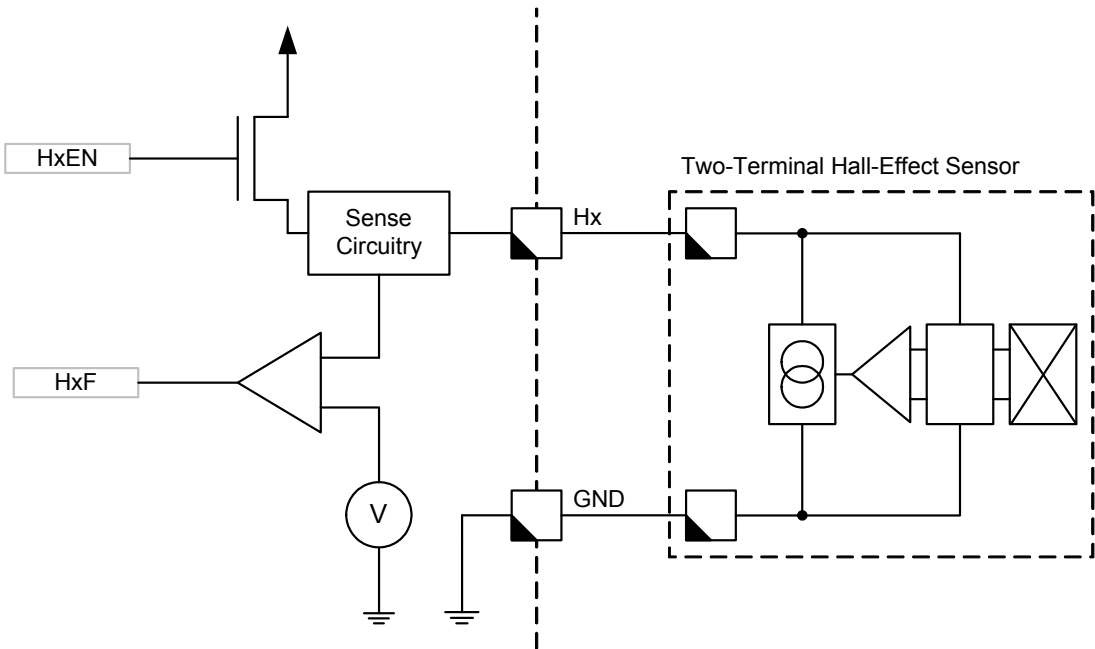 HxEN
Two-Terminal Hall-Effect Sensor
Sense
Circuitry
Hx
HxF
GND
V